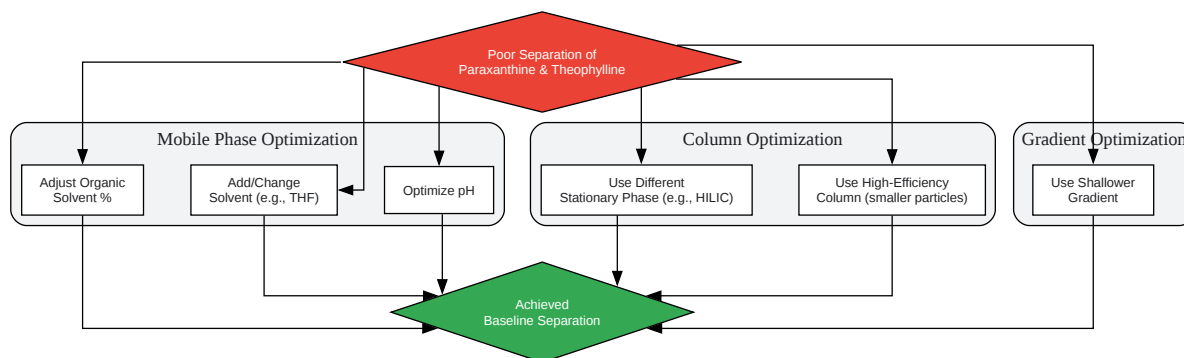 Poor Separation of
Paraxanthine & Theophylline
Mobile Phase Optimization
Column Optimization
Gradient Optimization
Adjust Organic
Solvent %
Add/Change
Solvent (e.g., THF)
Optimize pH
Use Different
Stationary Phase (e.g., HILIC)
Use High-Efficiency
Column (smaller particles)
Use Shallower
Gradient
Achieved
Baseline Separation